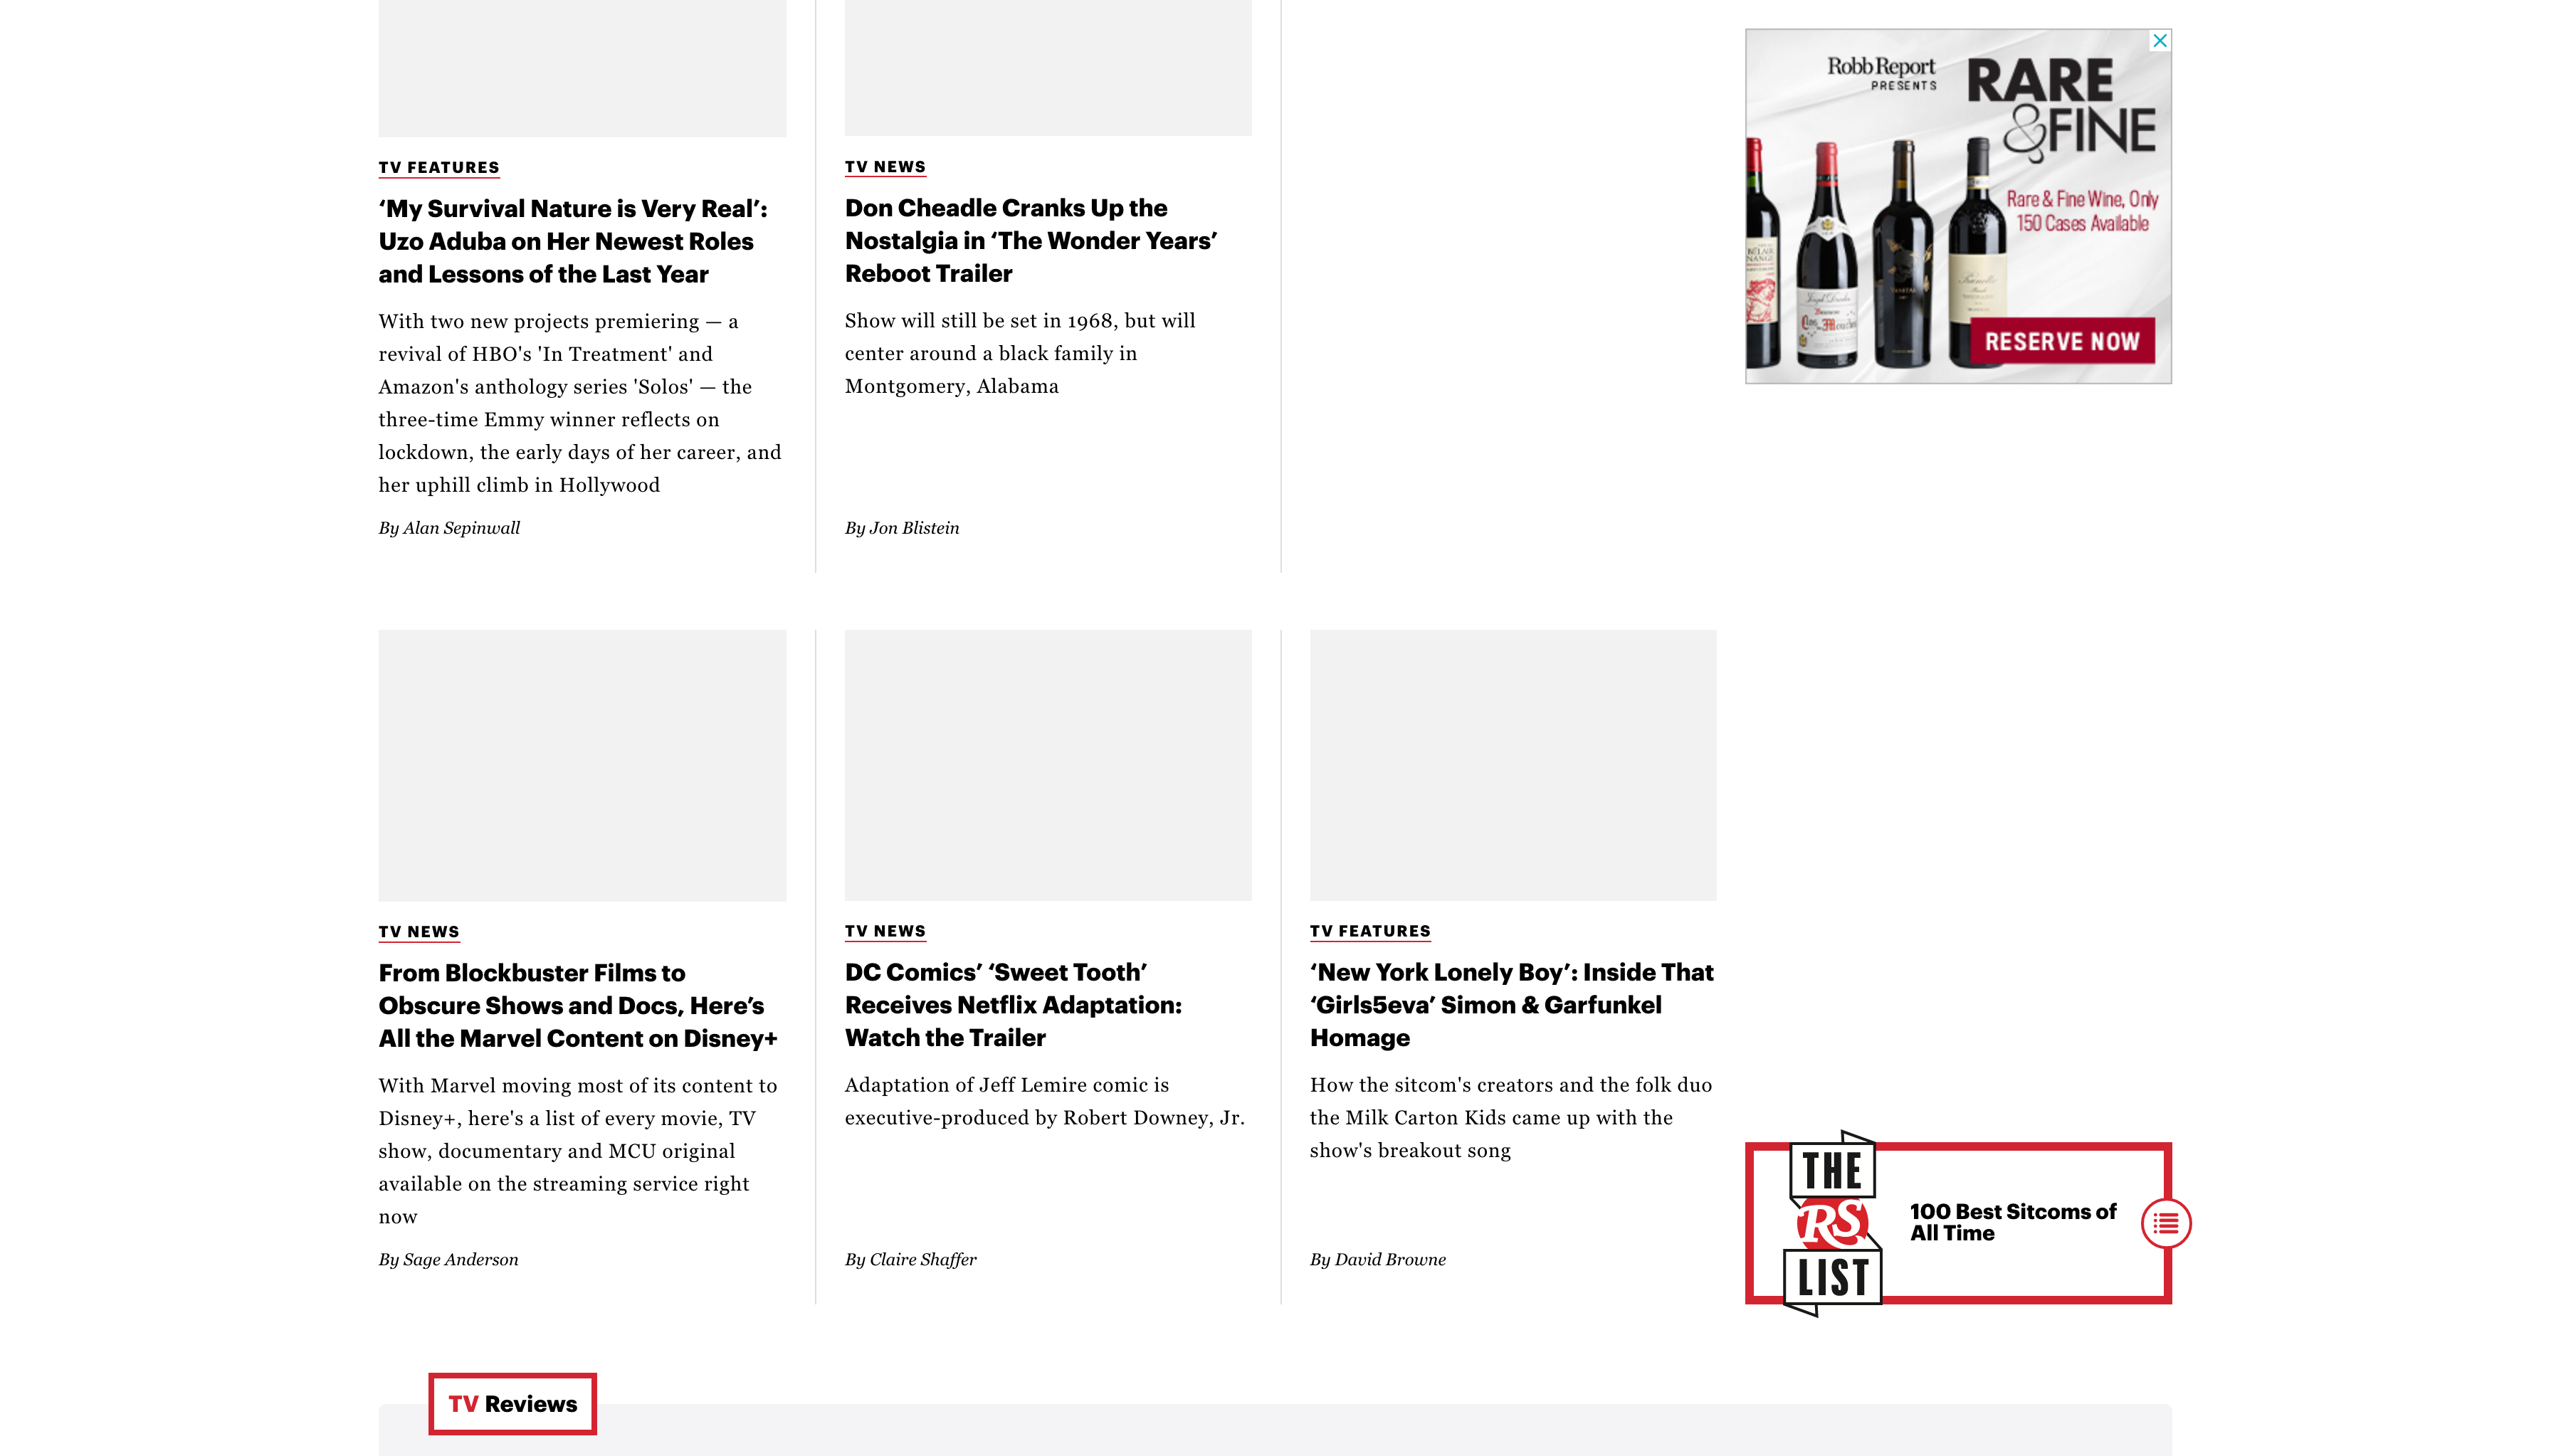 TV FEATURES
‘My Survival Nature is Very Real’:
Uzo Aduba on Her Newest Roles
and Lessons of the Last Year
With two new projects premiering — a
revival of HBO's 'In Treatment' and
Amazon's anthology series 'Solos' — the
three-time Emmy winner reflects on
lockdown, the early days of her career, and
her uphill climb in Hollywood
By Alan Sepinwall
TV NEWS
Don Cheadle Cranks Up the
Nostalgia in ‘The Wonder Years’
Reboot Trailer
Show will still be set in 1968, but will
center around a black family in
Montgomery, Alabama
By Jon Blistein
Robb Report
PRESENTS
RARE
&FINE
Rare & Fine Wine, Only
150 Cases Available
RESERVE NOW
TV NEWS
From Blockbuster Films to
Obscure Shows and Docs, Here’s
All the Marvel Content on Disney+
With Marvel moving most of its content to
Disney+, here's a list of every movie, TV
show, documentary and MCU original
available on the streaming service right
now
By Sage Anderson
TV NEWS
DC Comics’ ‘Sweet Tooth’
Receives Netflix Adaptation:
Watch the Trailer
Adaptation of Jeff Lemire comic is
executive-produced by Robert Downey, Jr.
By Claire Shaffer
TV FEATURES
‘New York Lonely Boy’: Inside That
‘Girls5eva’ Simon & Garfunkel
Homage
How the sitcom's creators and the folk duo
the Milk Carton Kids came up with the
show's breakout song
By David Browne
THE
RS
LIST
100 Best Sitcoms of
All Time
TV Reviews